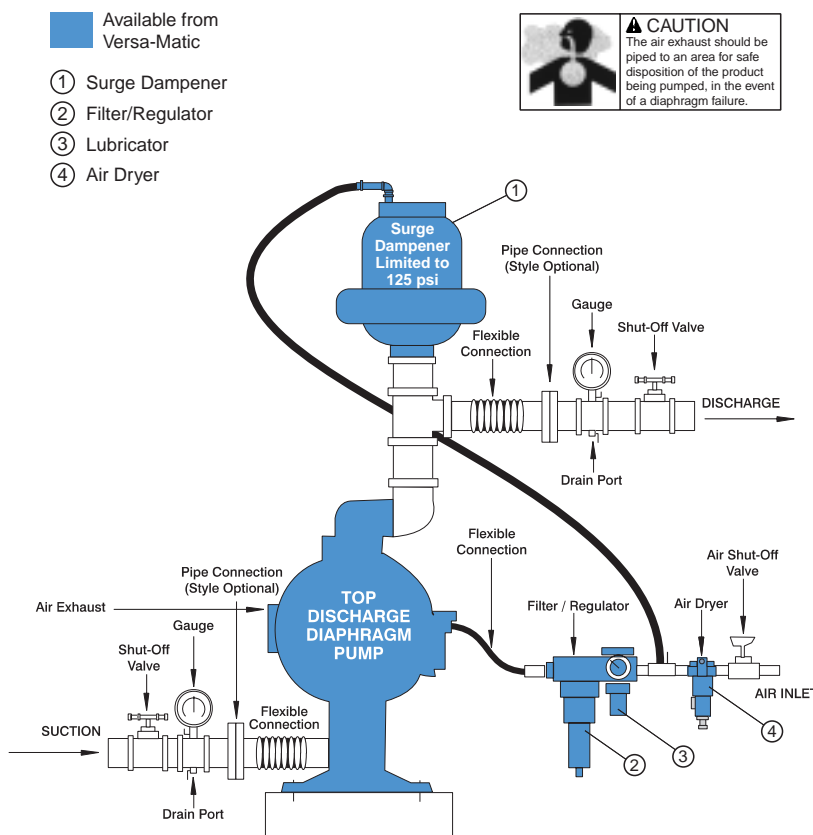 Available from
Versa-Matic
1 Surge Dampener
2 Filter/Regulator
3 Lubricator
4 Air Dryer
CAUTION
The air exhaust should be
piped to an area for safe
disposition of the product
being pumped, in the event
of a diaphragm failure.
1
Surge
Dampener
Limited to
125 psi
Pipe Connection
(Style Optional)
Gauge
Shut-Off Valve
Flexible
Connection
DISCHARGE
Drain Port
Flexible
Connection
Air Shut-Off
Valve
Pipe Connection
(Style Optional)
Air Exhaust
TOP
DISCHARGE
DIAPHRAGM
PUMP
Filter / Regulator
Air Dryer
Gauge
Shut-Off
Valve
AIR INLET
Flexible
Connection
SUCTION
4
3
2
Drain Port